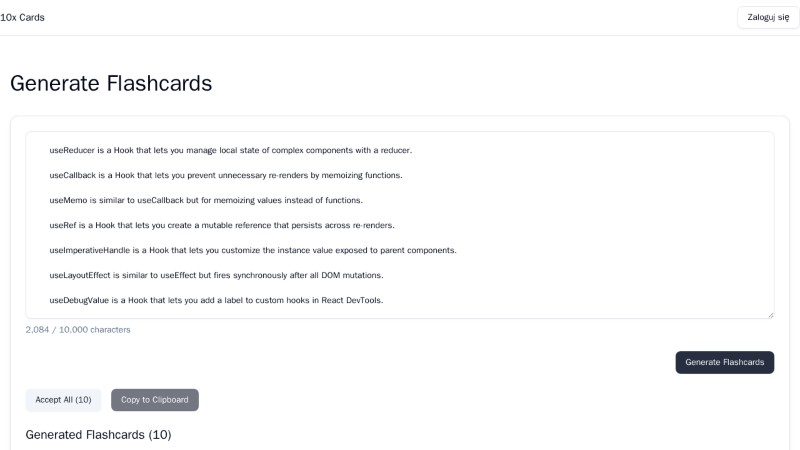 10x Cards
Zaloguj się
Generate Flashcards
useReducer is a Hook that lets you manage local state of complex components with a reducer.
useCallback is a Hook that lets you prevent unnecessary re-renders by memoizing functions.
useMemo is similar to useCallback but for memoizing values instead of functions.
useRef is a Hook that lets you create a mutable reference that persists across re-renders.
useImperativeHandle is a Hook that lets you customize the instance value exposed to parent components.
useLayoutEffect is similar to useEffect but fires synchronously after all DOM mutations.
useDebugValue is a Hook that lets you add a label to custom hooks in React DevTools.
2,084 / 10,000 characters
Generate Flashcards
Accept All (10)
Copy to Clipboard
Generated Flashcards (10)